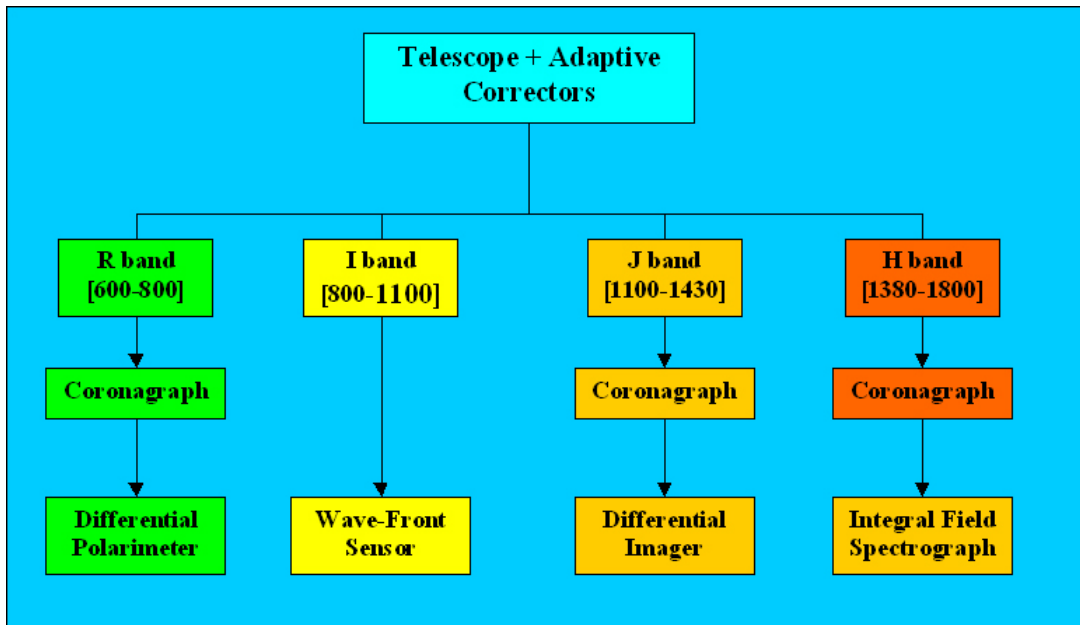 Telescope + Adaptive
Correctors
R band
[600-800]
I band
[800-1100]
J band
[1100-1430]
H band
[1380-1800]
Coronagraph
Coronagraph
Coronagraph
Differential
Polarimeter
Wave-Front
Sensor
Differential
Imager
Integral Field
Spectrograph